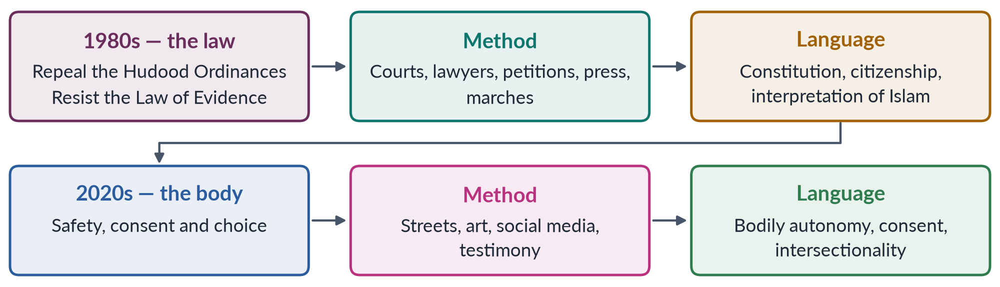 1980s — the law
Repeal the Hudood Ordinances
Resist the Law of Evidence
Method
Courts, lawyers, petitions, press,
marches
Language
Constitution, citizenship,
interpretation of Islam
2020s — the body
Safety, consent and choice
Method
Streets, art, social media,
testimony
Language
Bodily autonomy, consent,
intersectionality